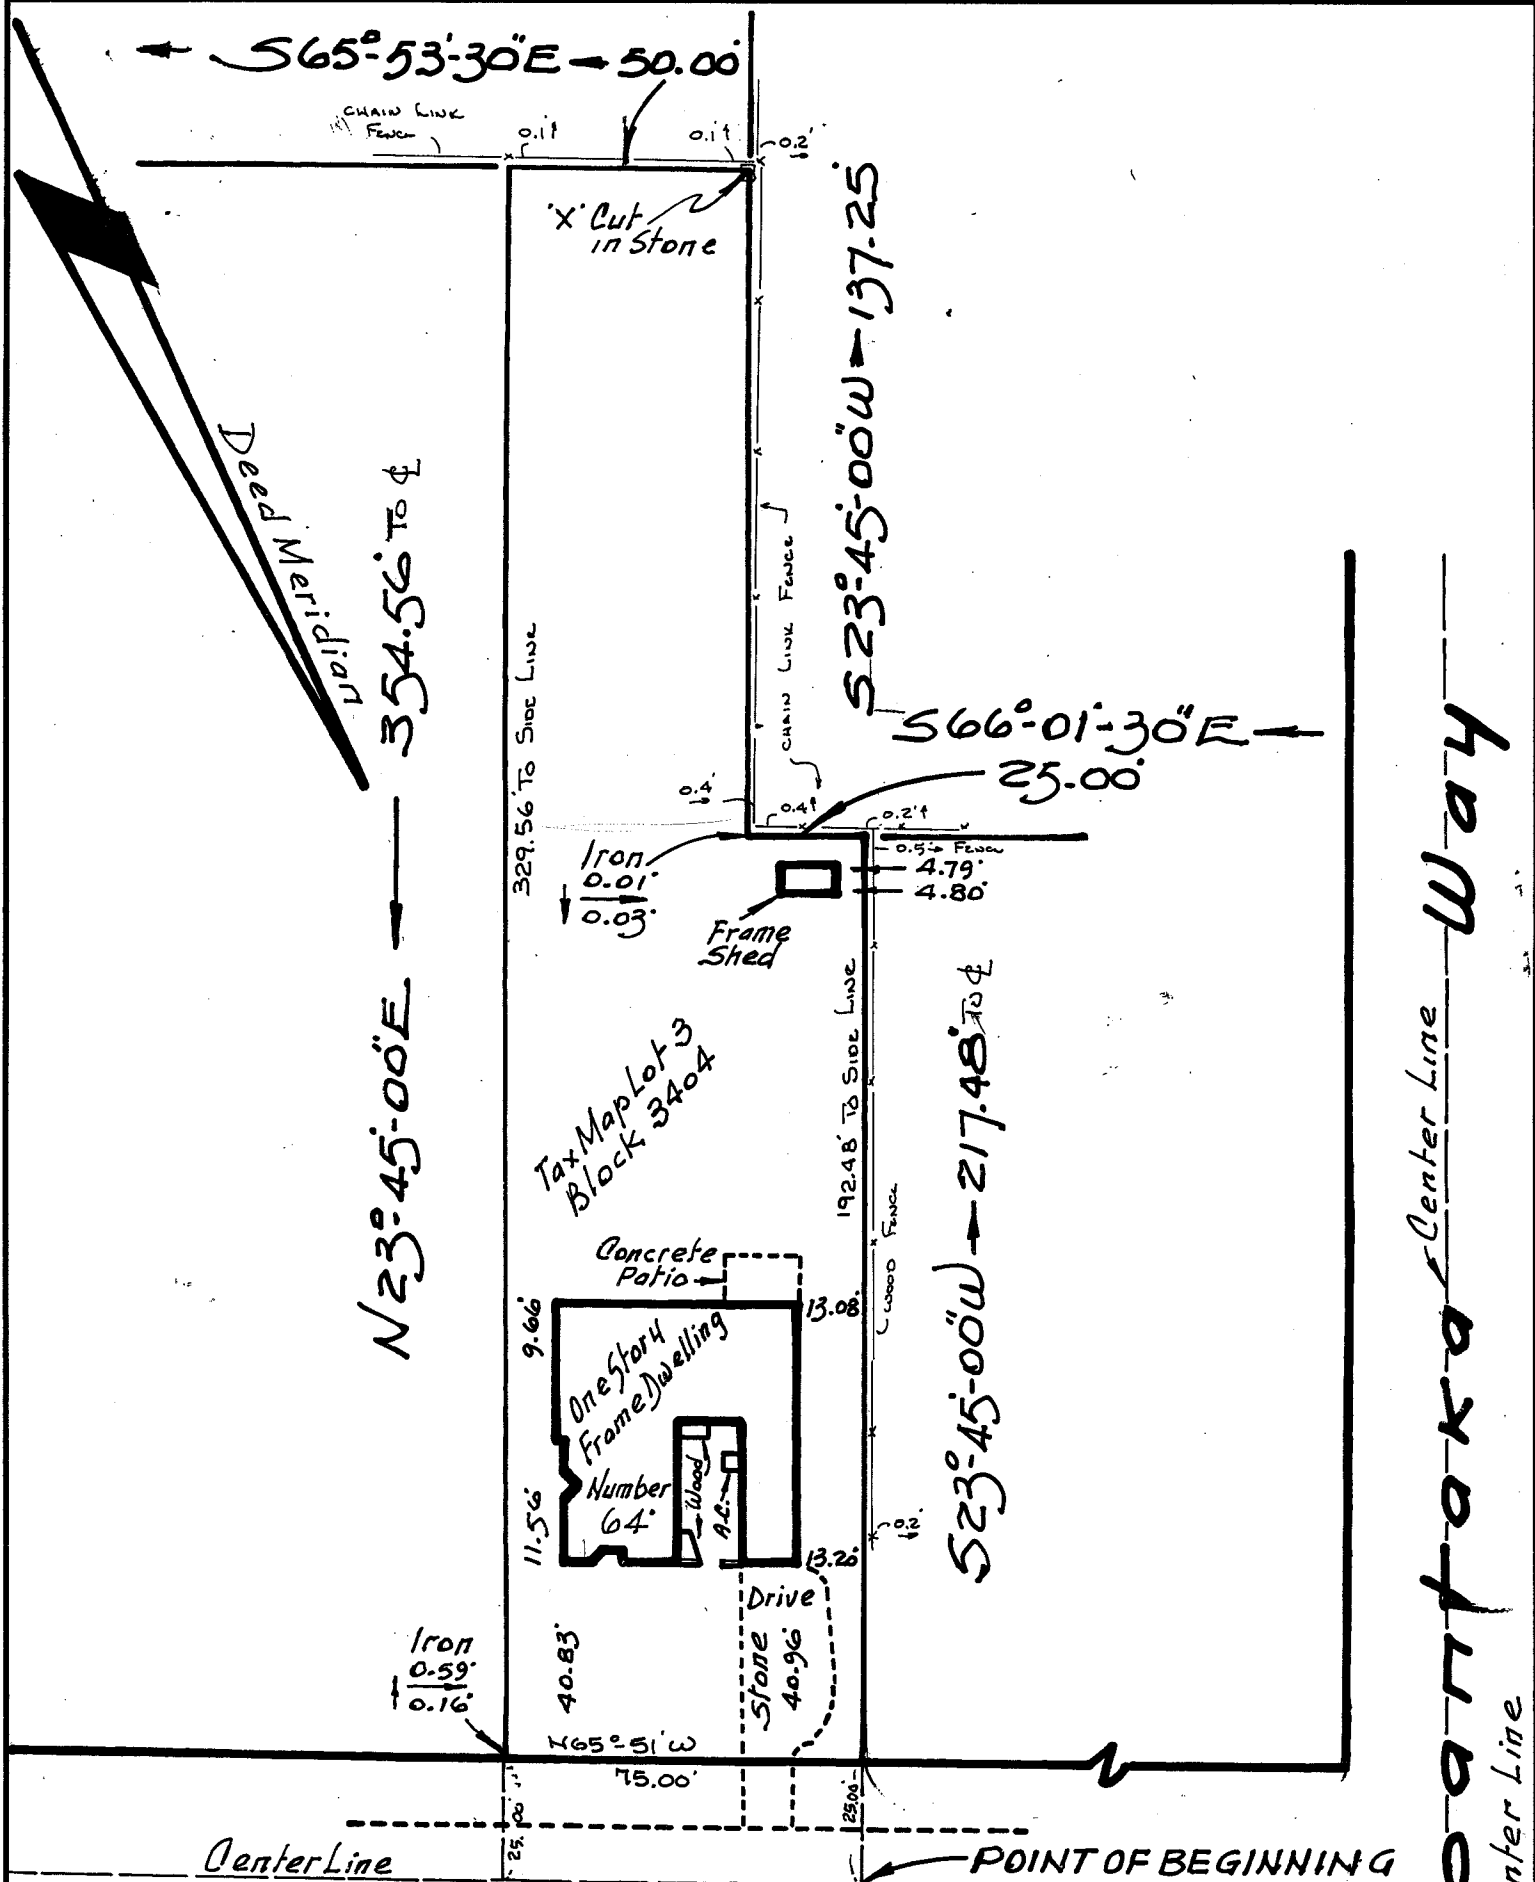 S65°-53'-30"E 50.00'
CHAIN LINK
FENCE
0.1'
0.1'
0.2'
'X' Cut
in Stone
S23°-45'-00"W 137.25'
Deed Meridian
N23°-45'-00"E 354.56' TO ℄
329.56' TO SIDE LINE
CHAIN LINK FENCE
S66°-01'-30"E
25.00'
0.4'
0.4'
0.2'
0.5' FENCE
4.79'
4.80'
Iron
0.01'
0.03'
Frame
Shed
Tax Map Lot 3
Block 3404
192.48' TO SIDE LINE
S23°-45'-00"W 217.48' TO ℄
WOOD FENCE
Concrete
Patio
9.66'
13.08'
One Story
Frame Dwelling
Number
64
Wood
A.C.
11.56'
13.20'
0.2'
Drive
Stone
40.96'
40.83'
Iron
0.59'
0.16'
N65°-51'W
75.00'
25.00'
25.00'
Center Line
POINT OF BEGINNING
Center Line
antaka Way
nter Line